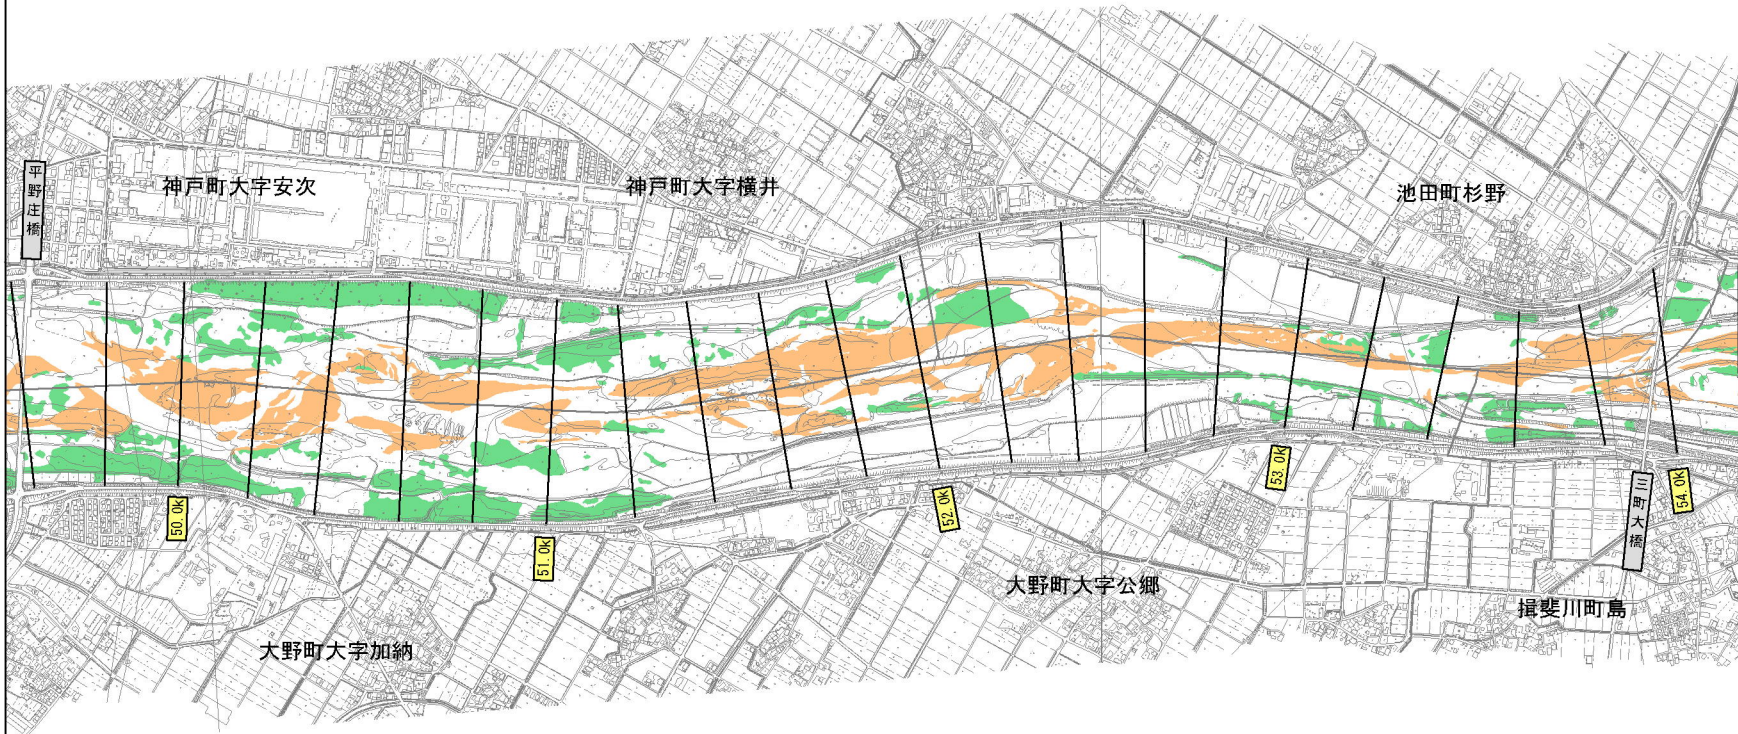 平野庄橋
神戸町大字安次
神戸町大字横井
池田町杉野
50.0k
51.0k
52.0k
53.0k
54.0k
三町大橋
大野町大字加納
大野町大字公郷
揖斐川町島